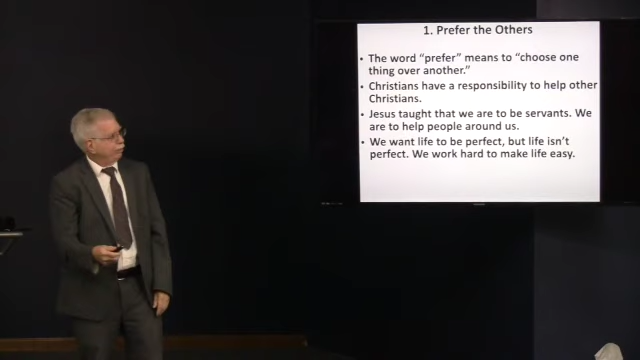 1. Prefer the Others
• The word “prefer” means to “choose one
thing over another.”
• Christians have a responsibility to help other
Christians.
• Jesus taught that we are to be servants. We
are to help people around us.
• We want life to be perfect, but life isn’t
perfect. We work hard to make life easy.